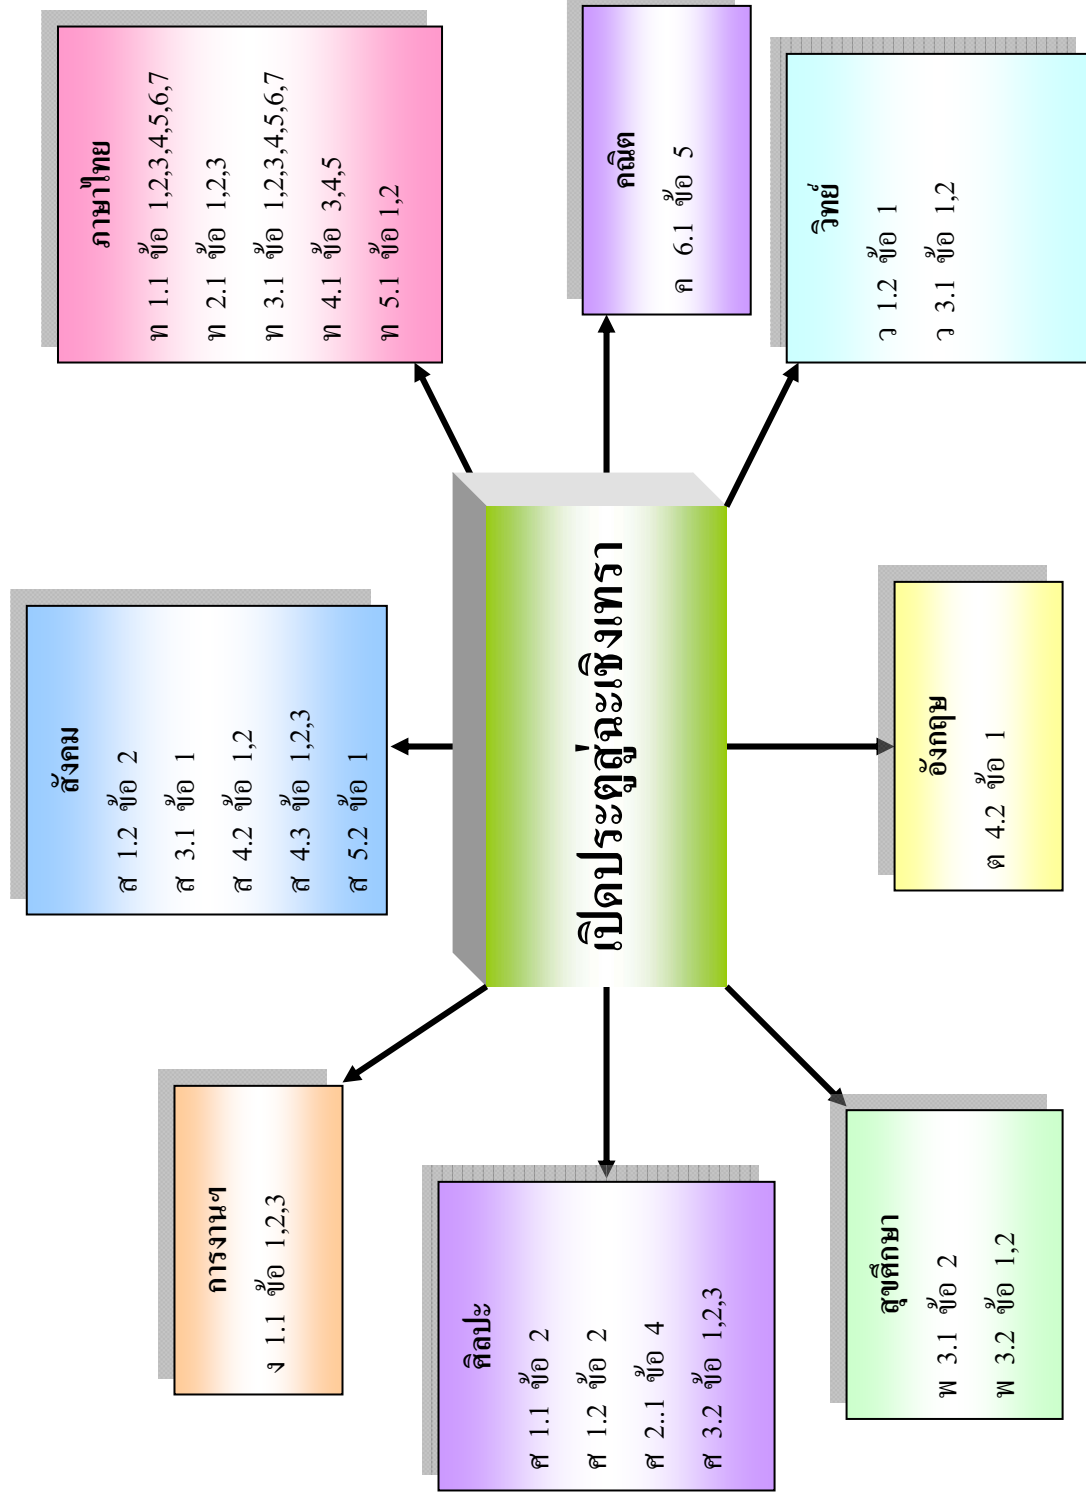 การงานฯ
ง 1.1 ข้อ 1,2,3
สังคม
ส 1.2 ข้อ 2
ส 3.1 ข้อ 1
ส 4.2 ข้อ 1,2
ส 4.3 ข้อ 1,2,3
ส 5.2 ข้อ 1
ภาษาไทย
ท 1.1 ข้อ 1,2,3,4,5,6,7
ท 2.1 ข้อ 1,2,3
ท 3.1 ข้อ 1,2,3,4,5,6,7
ท 4.1 ข้อ 3,4,5
ท 5.1 ข้อ 1,2
ศิลปะ
ศ 1.1 ข้อ 2
ศ 1.2 ข้อ 2
ศ 2..1 ข้อ 4
ศ 3.2 ข้อ 1,2,3
เปิดประตูสู่ฉะเชิงเทรา
คณิต
ค 6.1 ข้อ 5
สุขศึกษา
พ 3.1 ข้อ 2
พ 3.2 ข้อ 1,2
อังกฤษ
ต 4.2 ข้อ 1
วิทย์
ว 1.2 ข้อ 1
ว 3.1 ข้อ 1,2